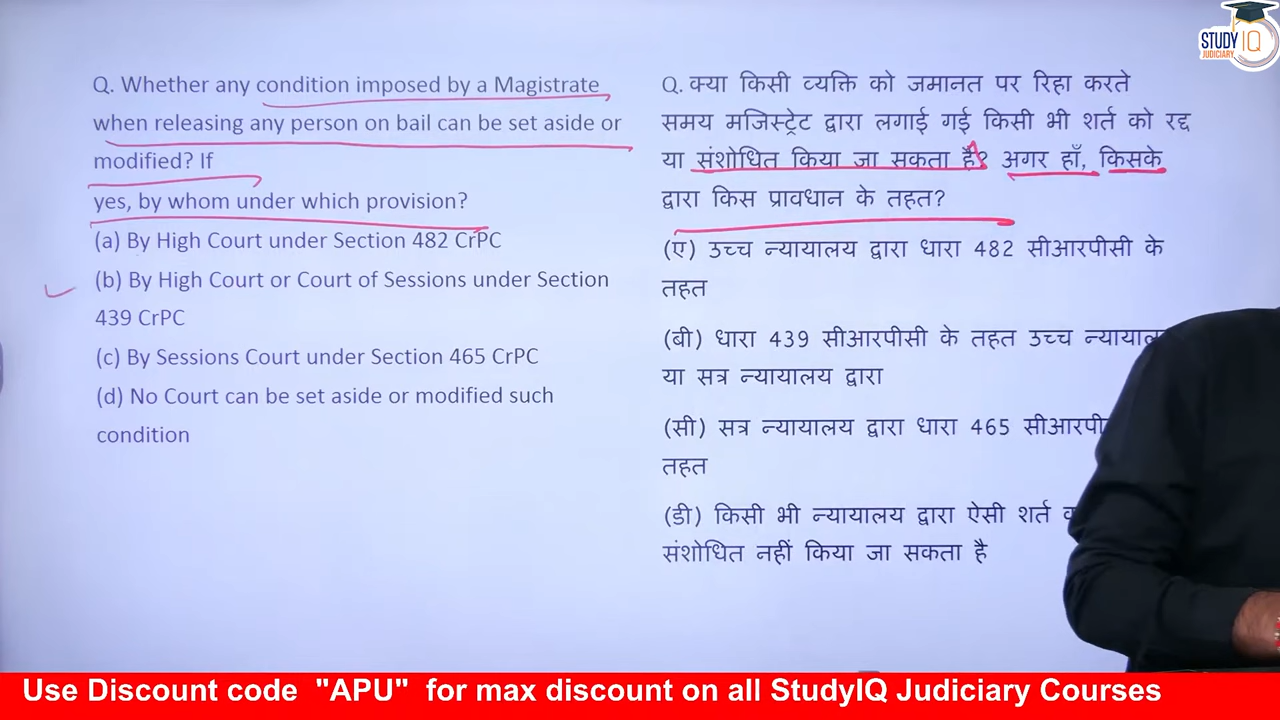 Q. Whether any condition imposed by a Magistrate
when releasing any person on bail can be set aside or
modified? If
yes, by whom under which provision?
(a) By High Court under Section 482 CrPC
(b) By High Court or Court of Sessions under Section
439 CrPC
(c) By Sessions Court under Section 465 CrPC
(d) No Court can be set aside or modified such
condition
Q. क्या किसी व्यक्ति को जमानत पर रिहा करते
समय मजिस्ट्रेट द्वारा लगाई गई किसी भी शर्त को रद्द
या संशोधित किया जा सकता है? अगर हाँ, किसके
द्वारा किस प्रावधान के तहत?
(ए) उच्च न्यायालय द्वारा धारा 482 सीआरपीसी के
तहत
(बी) धारा 439 सीआरपीसी के तहत उच्च
या सत्र न्यायालय द्वारा
(सी) सत्र न्यायालय द्वारा धारा 465
तहत
(डी) किसी भी न्यायालय द्वारा ऐसी शर्त
संशोधित नहीं किया जा सकता है
STUDY IQ
JUDICIARY
Use Discount code "APU" for max discount on all StudyIQ Judiciary Courses